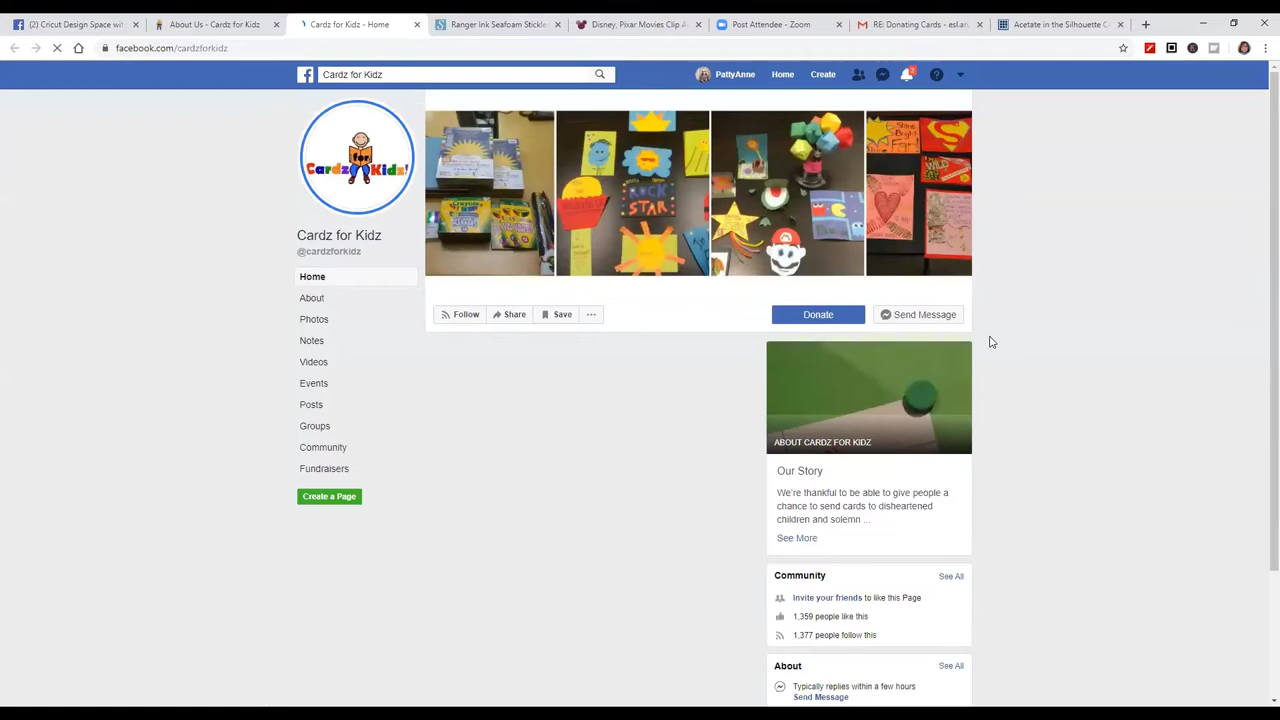 (2) Cricut Design Space wit
About Us - Cardz for Kidz
Cardz for Kidz - Home
Ranger Ink Seafoam Stickle
Disney, Pixar Movies Clip A
Post Attendee - Zoom
RE: Donating Cards - esl.ar
Acetate in the Silhouette C
facebook.com/cardzforkidz
Cardz for Kidz
PattyAnne
Home
Create
2
for
Cardz Kidz!
ROCK
STAR
Cardz for Kidz
@cardzforkidz
Home
About
Photos
Notes
Videos
Events
Posts
Groups
Community
Fundraisers
Create a Page
Follow
Share
Save
Donate
Send Message
ABOUT CARDZ FOR KIDZ
Our Story
We're thankful to be able to give people a
chance to send cards to disheartened
children and solemn ...
See More
Community
See All
Invite your friends to like this Page
1,359 people like this
1,377 people follow this
About
See All
Typically replies within a few hours
Send Message